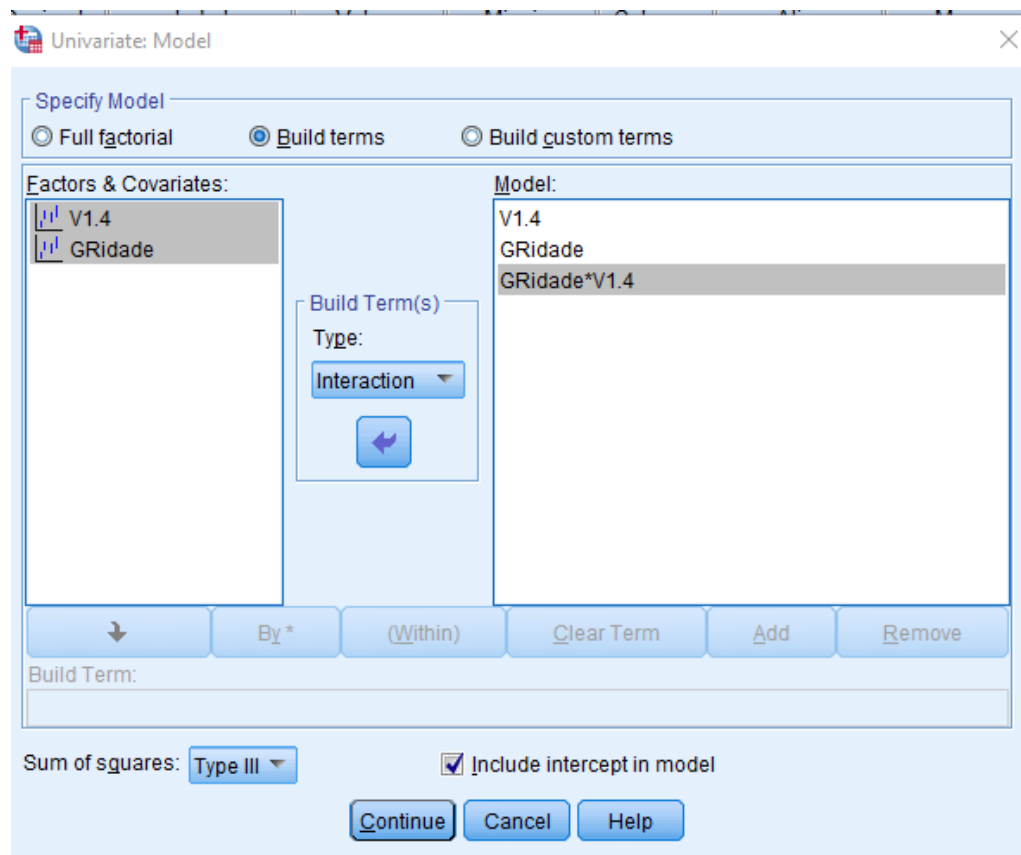 Univariate: Model
Specify Model
Full factorial
Build terms
Build custom terms
Factors & Covariates:
V1.4
GRidade
Build Term(s)
Type:
Interaction
Model:
V1.4
GRidade
GRidade*V1.4
By *
(Within)
Clear Term
Add
Remove
Build Term:
Sum of squares:
Type III
Include intercept in model
Continue
Cancel
Help